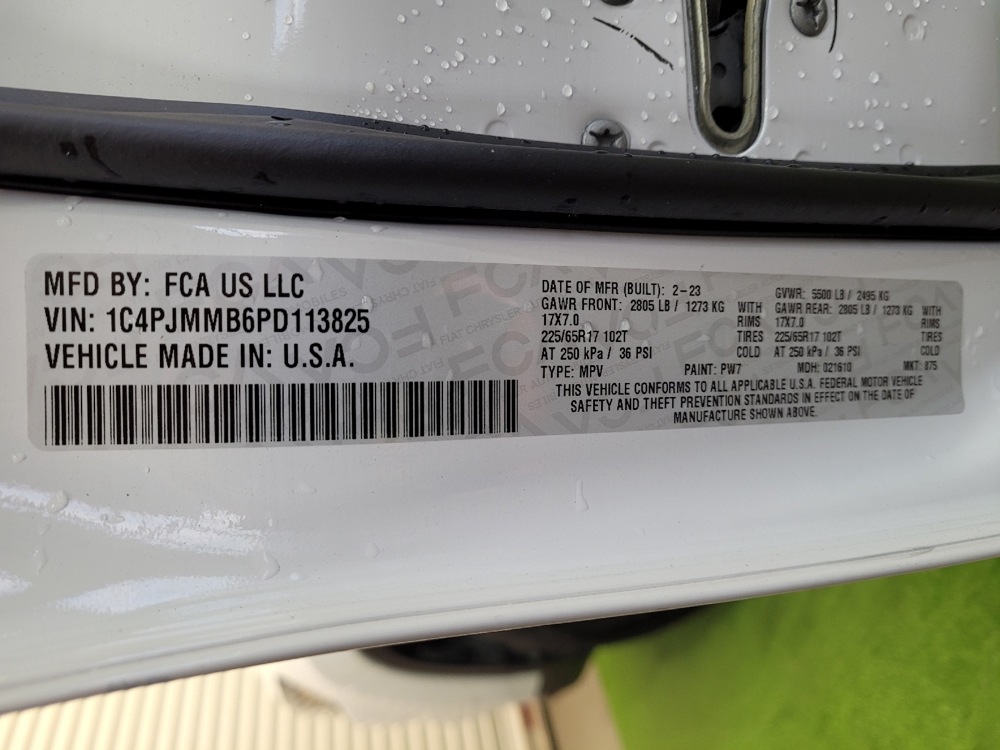 MFD BY: FCA US LLC
VIN: 1C4PJMMB6PD113825
VEHICLE MADE IN: U.S.A.
DATE OF MFR (BUILT): 2-23 GVWR: 5500 LB / 2495 KG
GAWR FRONT: 2805 LB / 1273 KG WITH GAWR REAR: 2805 LB / 1273 KG WITH
17X7.0 RIMS 17X7.0 RIMS
225/65R17 102T TIRES 225/65R17 102T TIRES
AT 250 kPa / 36 PSI COLD AT 250 kPa / 36 PSI COLD
TYPE: MPV PAINT: PW7 MDH: 021610 MKT: 875
THIS VEHICLE CONFORMS TO ALL APPLICABLE U.S.A. FEDERAL MOTOR VEHICLE
SAFETY AND THEFT PREVENTION STANDARDS IN EFFECT ON THE DATE OF
MANUFACTURE SHOWN ABOVE.